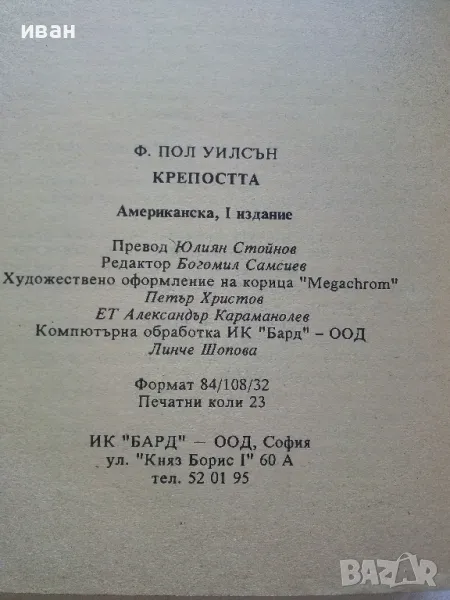 иван
Ф. ПОЛ УИЛСЪН
КРЕПОСТТА
Американска, I издание
Превод Юлиян Стойнов
Редактор Богомил Самсиев
Художествено оформление на корица "Megachrom"
Петър Христов
ЕТ Александър Караманолев
Компютърна обработка ИК "Бард" – ООД
Линче Шопова
Формат 84/108/32
Печатни коли 23
ИК "БАРД" — ООД, София
ул. "Княз Борис I" 60 А
тел. 52 01 95
BAZAR